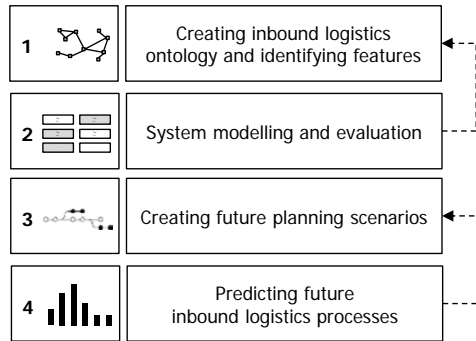 1
Creating inbound logistics
ontology and identifying features
2
System modelling and evaluation
3
Creating future planning scenarios
4
Predicting future
inbound logistics processes